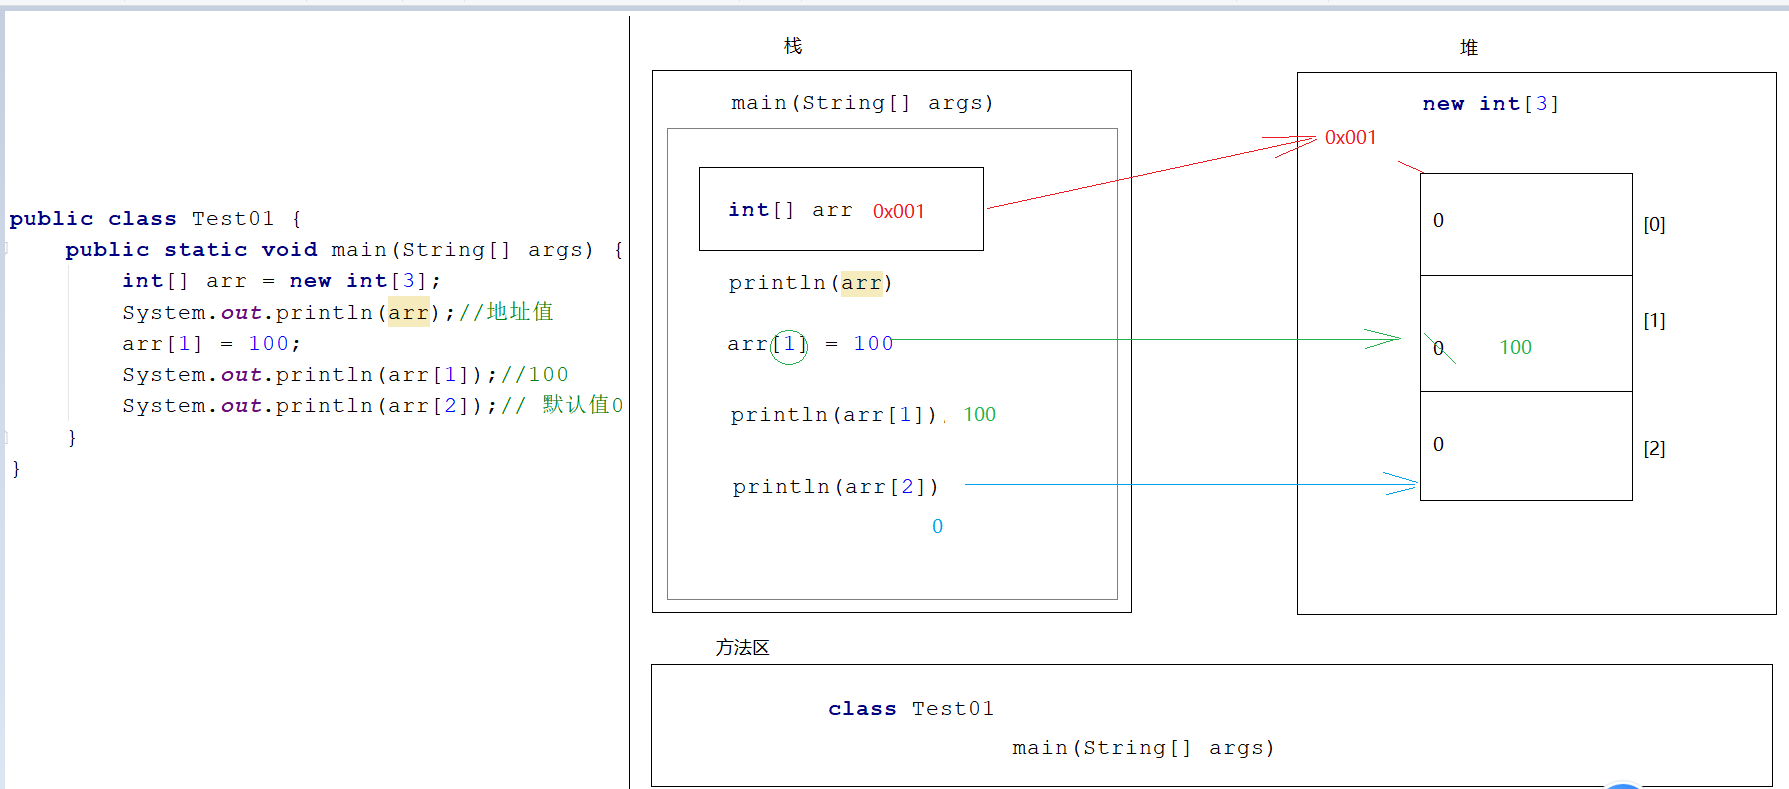 public class Test01 {
public static void main(String[] args) {
int[] arr = new int[3];
System.out.println(arr);//地址值
arr[1] = 100;
System.out.println(arr[1]);//100
System.out.println(arr[2]);// 默认值0
}
}
栈
main(String[] args)
int[] arr 0x001
println(arr)
arr[1] = 100
println(arr[1]), 100
println(arr[2])
0
堆
new int[3]
0x001
0 [0]
0 100 [1]
0 [2]
方法区
class Test01
main(String[] args)